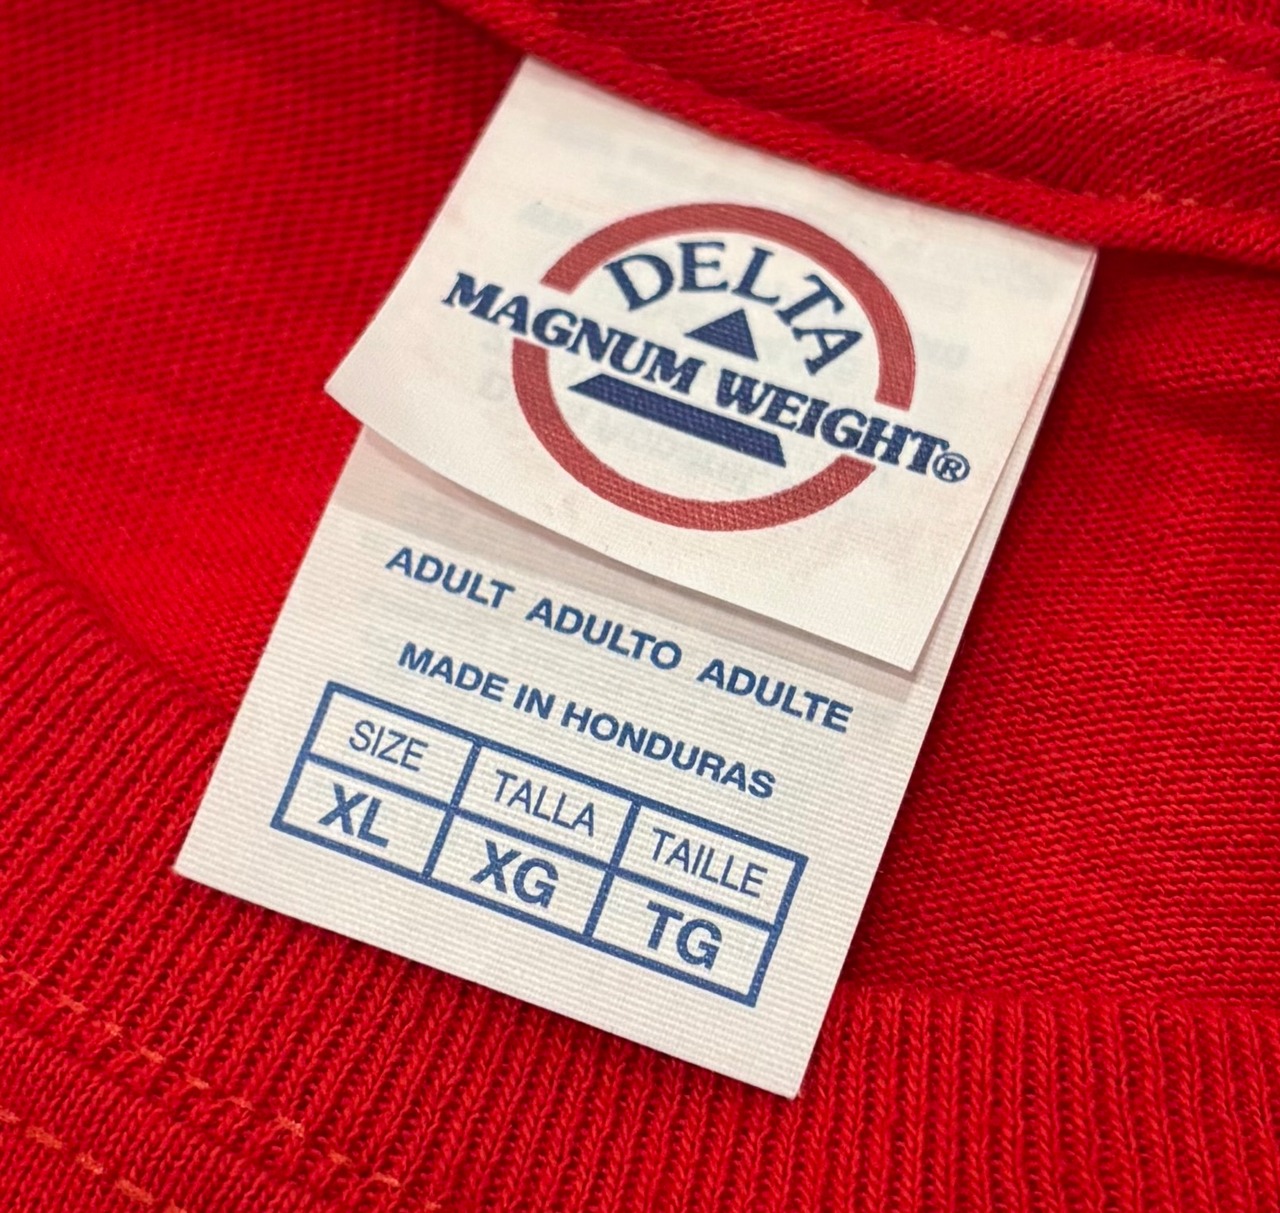 DELTA
MAGNUM WEIGHT®
ADULT ADULTO ADULTE
MADE IN HONDURAS
SIZE TALLA TAILLE
XL XG TG